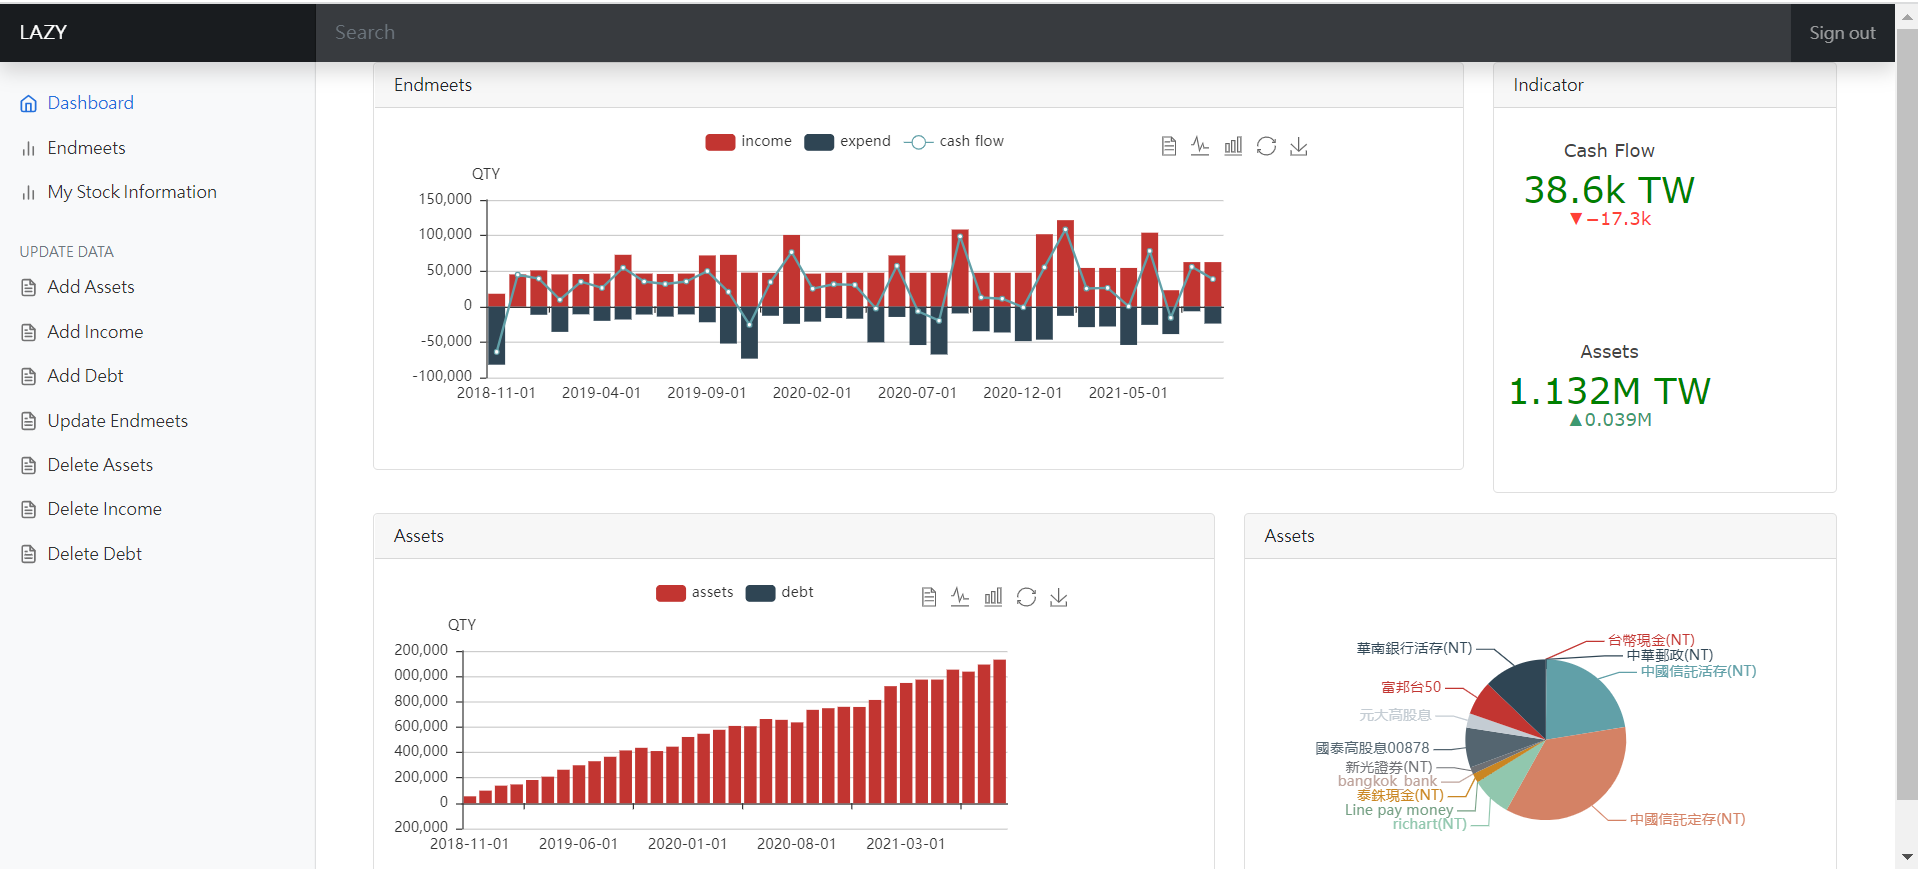 LAZY
Search
Sign out
Dashboard
Endmeets
My Stock Information
UPDATE DATA
Add Assets
Add Income
Add Debt
Update Endmeets
Delete Assets
Delete Income
Delete Debt
Endmeets
income expend cash flow
QTY
150,000
100,000
50,000
0
-50,000
-100,000
2018-11-01 2019-04-01 2019-09-01 2020-02-01 2020-07-01 2020-12-01 2021-05-01
Indicator
Cash Flow
38.6k TW
▼−17.3k
Assets
1.132M TW
▲0.039M
Assets
assets debt
QTY
200,000
000,000
800,000
600,000
400,000
200,000
0
200,000
2018-11-01 2019-06-01 2020-01-01 2020-08-01 2021-03-01
Assets
台幣現金(NT)
中華郵政(NT)
中國信託活存(NT)
華南銀行活存(NT)
富邦台50
元大高股息
國泰高股息00878
新光證券(NT)
bangkok bank
泰銖現金(NT)
Line pay money
richart(NT)
中國信託定存(NT)